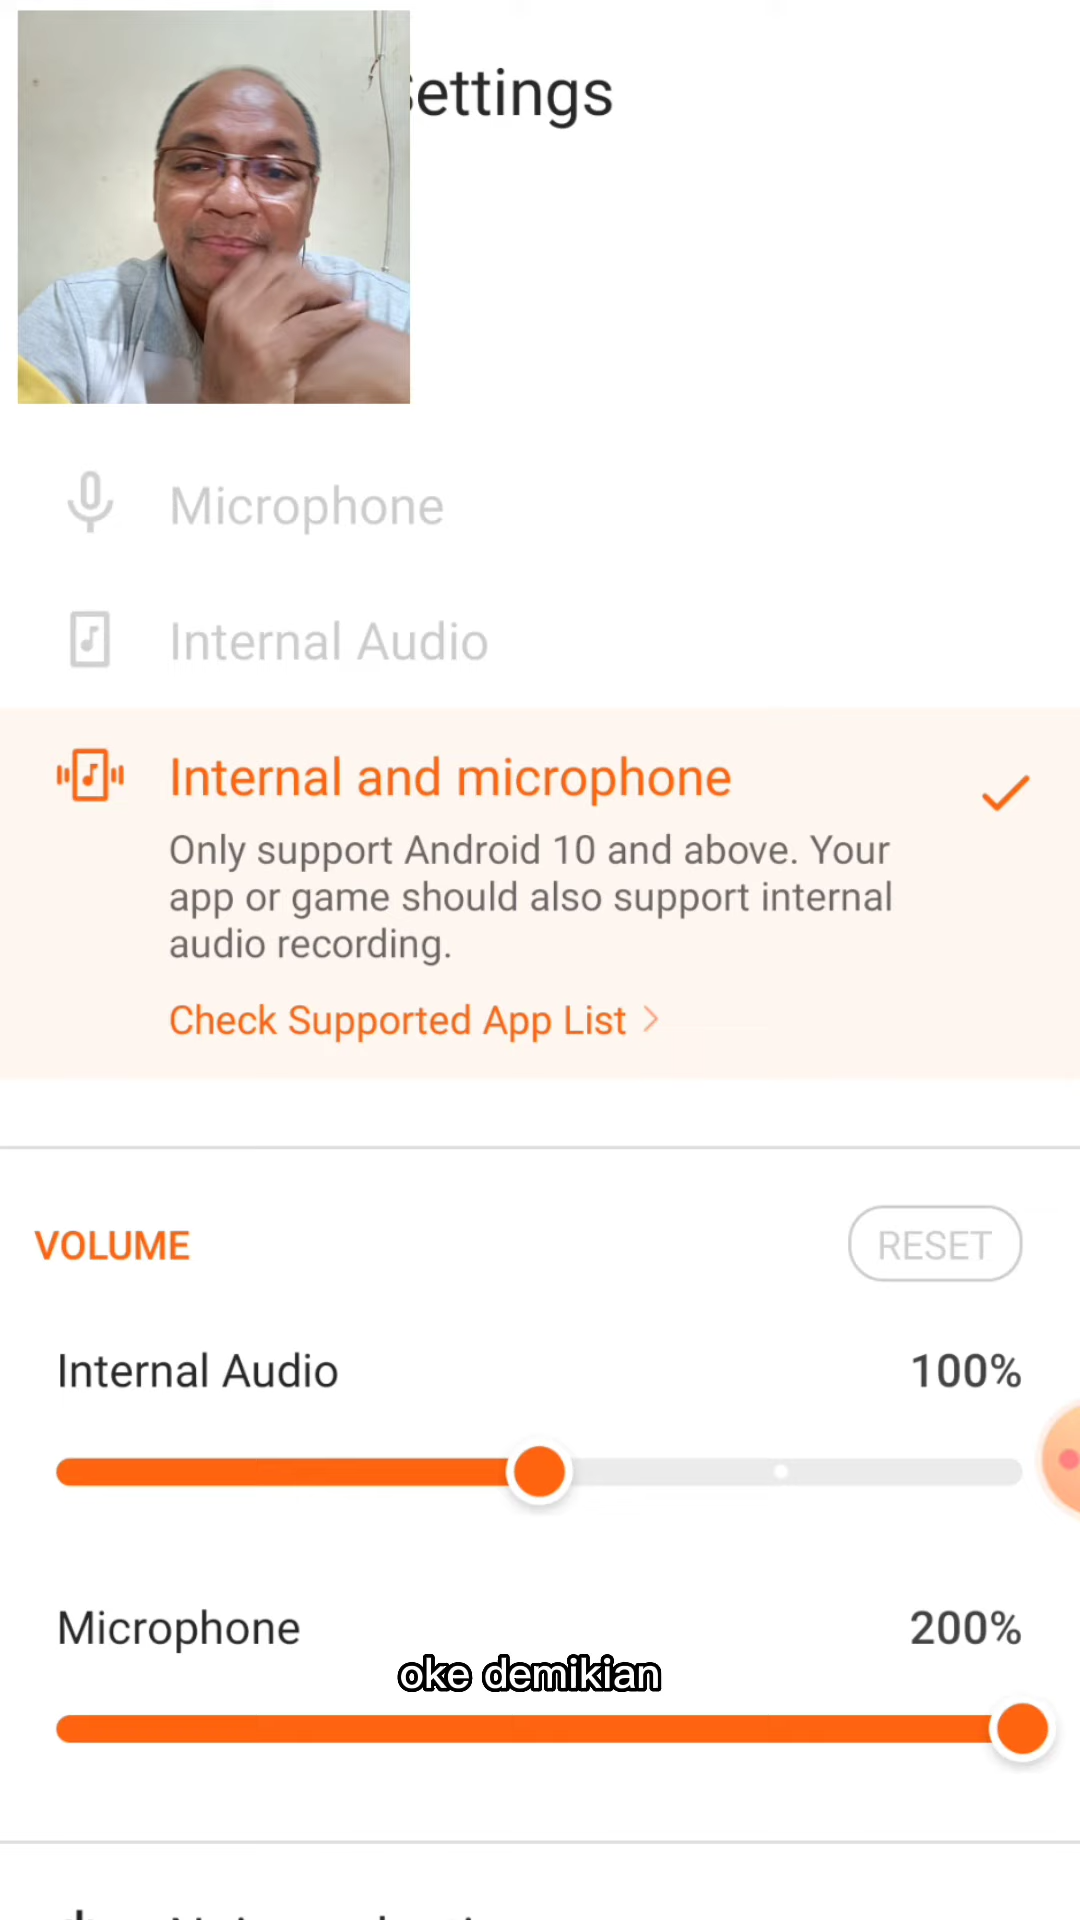 ettings
Microphone
Internal Audio
Internal and microphone
Only support Android 10 and above. Your
app or game should also support internal
audio recording.
Check Supported App List >
VOLUME
RESET
Internal Audio
100%
Microphone
200%
oke demikian